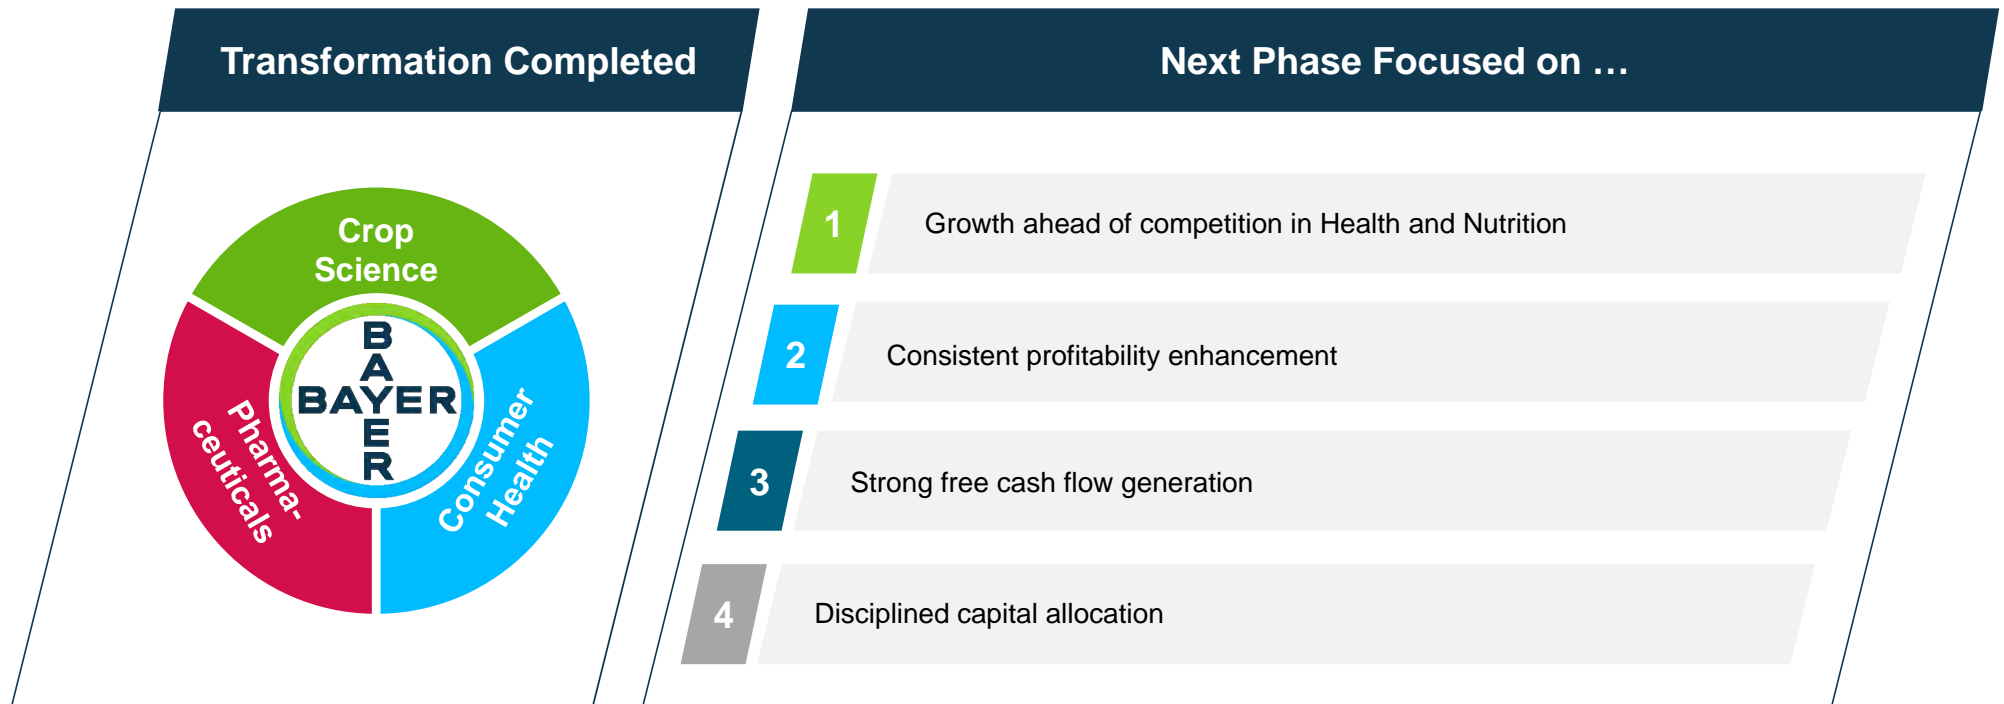 Transformation Completed
Next Phase Focused on …
Crop
Science
Pharma-
ceuticals
Consumer
Health
BAYER
BAYER
1
Growth ahead of competition in Health and Nutrition
2
Consistent profitability enhancement
3
Strong free cash flow generation
4
Disciplined capital allocation